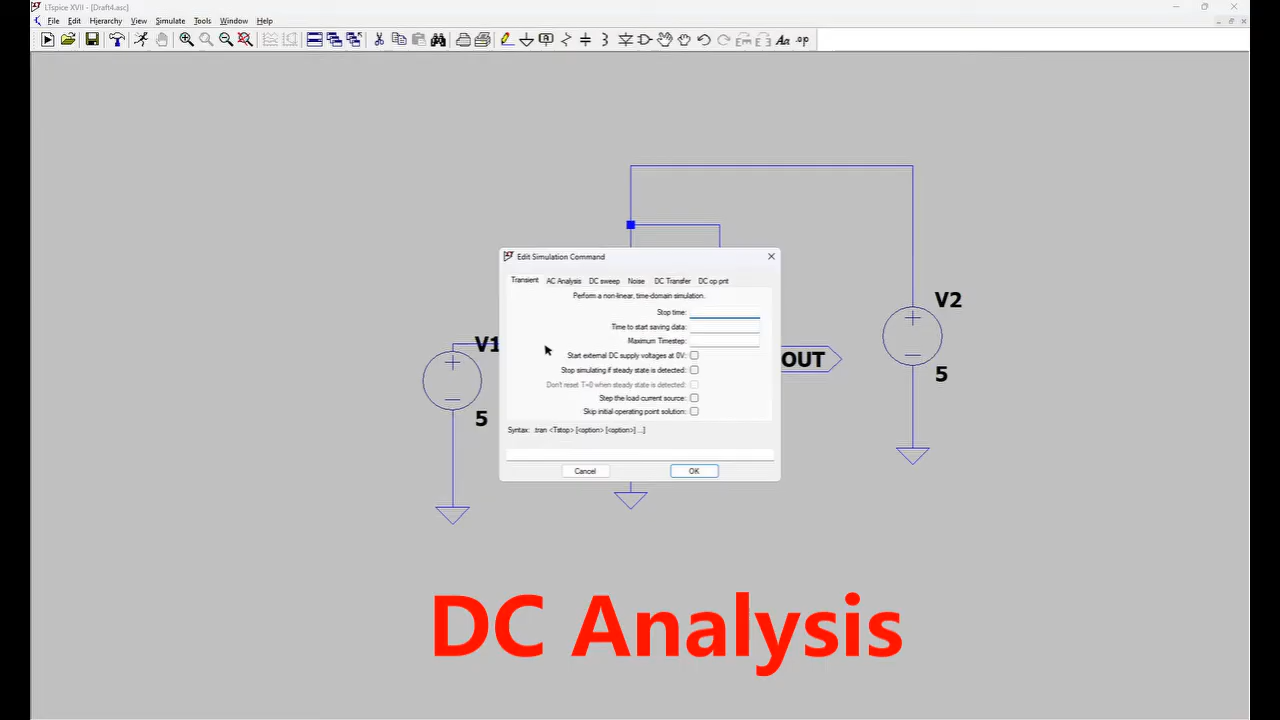 LTspice XVII - [Draft4.asc]
File Edit Hierarchy View Simulate Tools Window Help
Aa .op
V2
5
V1
5
OUT
Edit Simulation Command
Transient AC Analysis DC sweep Noise DC Transfer DC op pnt
Perform a non-linear, time-domain simulation.
Stop time:
Time to start saving data:
Maximum Timestep:
Start external DC supply voltages at 0V:
Stop simulating if steady state is detected:
Don't reset T=0 when steady state is detected:
Step the load current source:
Skip initial operating point solution:
Syntax: .tran <Tstop> [<option> [<option>] ...]
Cancel OK
DC Analysis